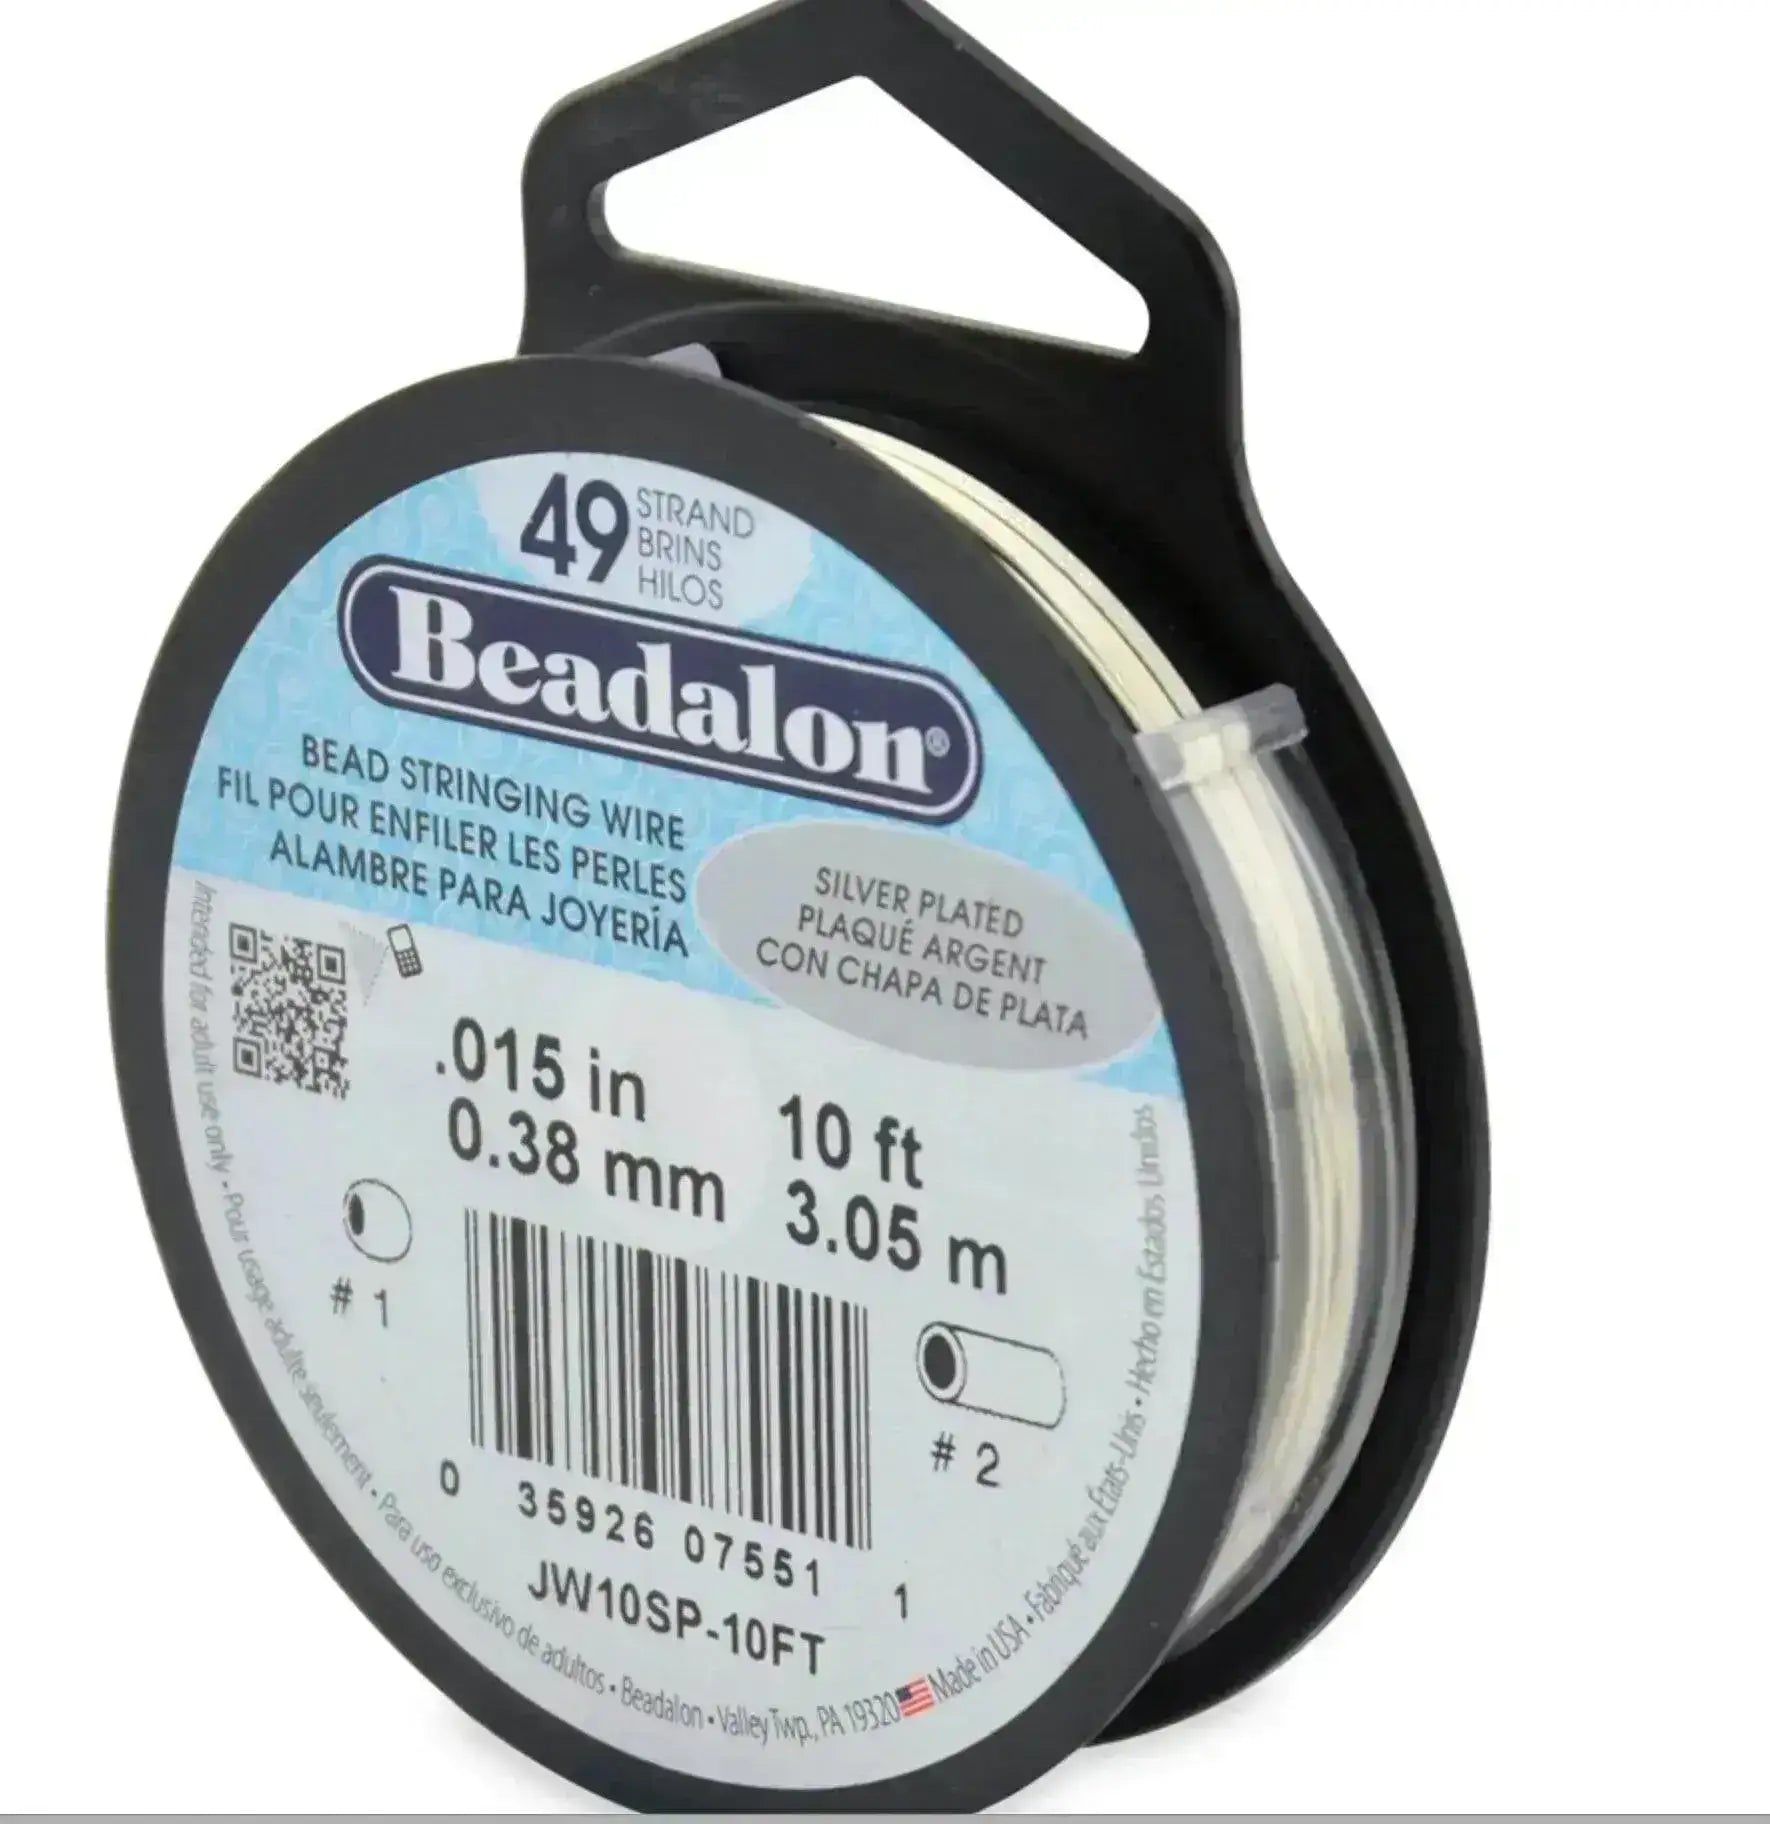 49
STRAND
BRINS
HILOS
Beadalon®
BEAD STRINGING WIRE
FIL POUR ENFILER LES PERLES
ALAMBRE PARA JOYERÍA
SILVER PLATED
PLAQUÉ ARGENT
CON CHAPA DE PLATA
.015 in
0.38 mm
10 ft
3.05 m
# 1
# 2
0 35926 07551 1
JW10SP-10FT
Intended for adult use only • Pour usage adulte seulement • Para uso exclusivo de adultos • Beadalon • Valley Twp., PA 19320 Made in USA • Fabriqué aux États-Unis • Hecho en Estados Unidos